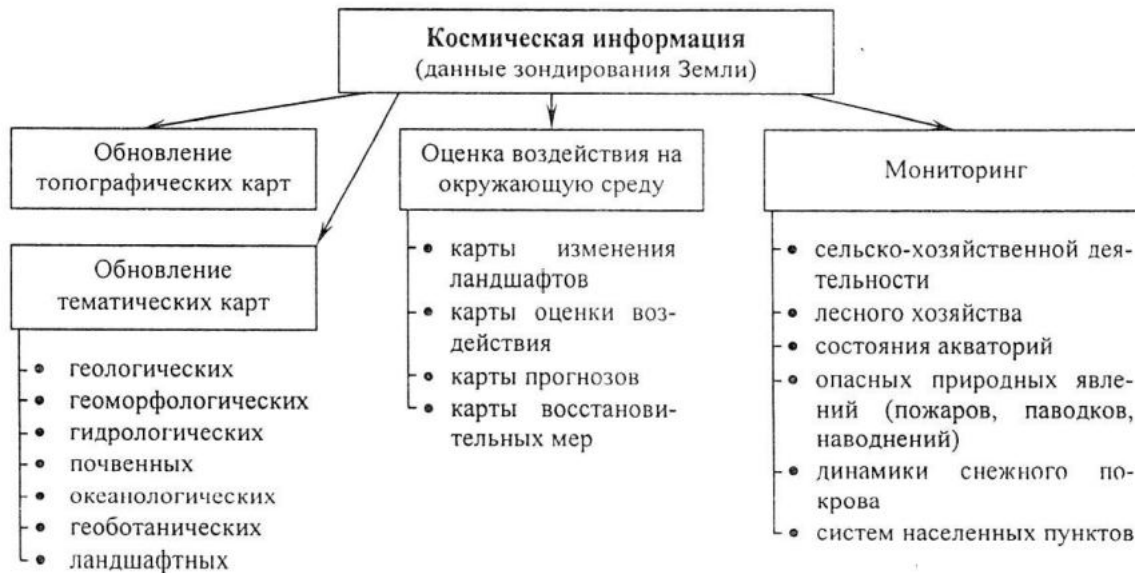 Космическая информация
(данные зондирования Земли)
Обновление
топографических карт
Обновление
тематических карт
• геологических
• геоморфологических
• гидрологических
• почвенных
• океанологических
• геоботанических
• ландшафтных
Оценка воздействия на
окружающую среду
• карты изменения
ландшафтов
• карты оценки воз-
действия
• карты прогнозов
• карты восстанови-
тельных мер
Мониторинг
• сельско-хозяйственной дея-
тельности
• лесного хозяйства
• состояния акваторий
• опасных природных явле-
ний (пожаров, паводков,
наводнений)
• динамики снежного по-
крова
• систем населенных пунктов